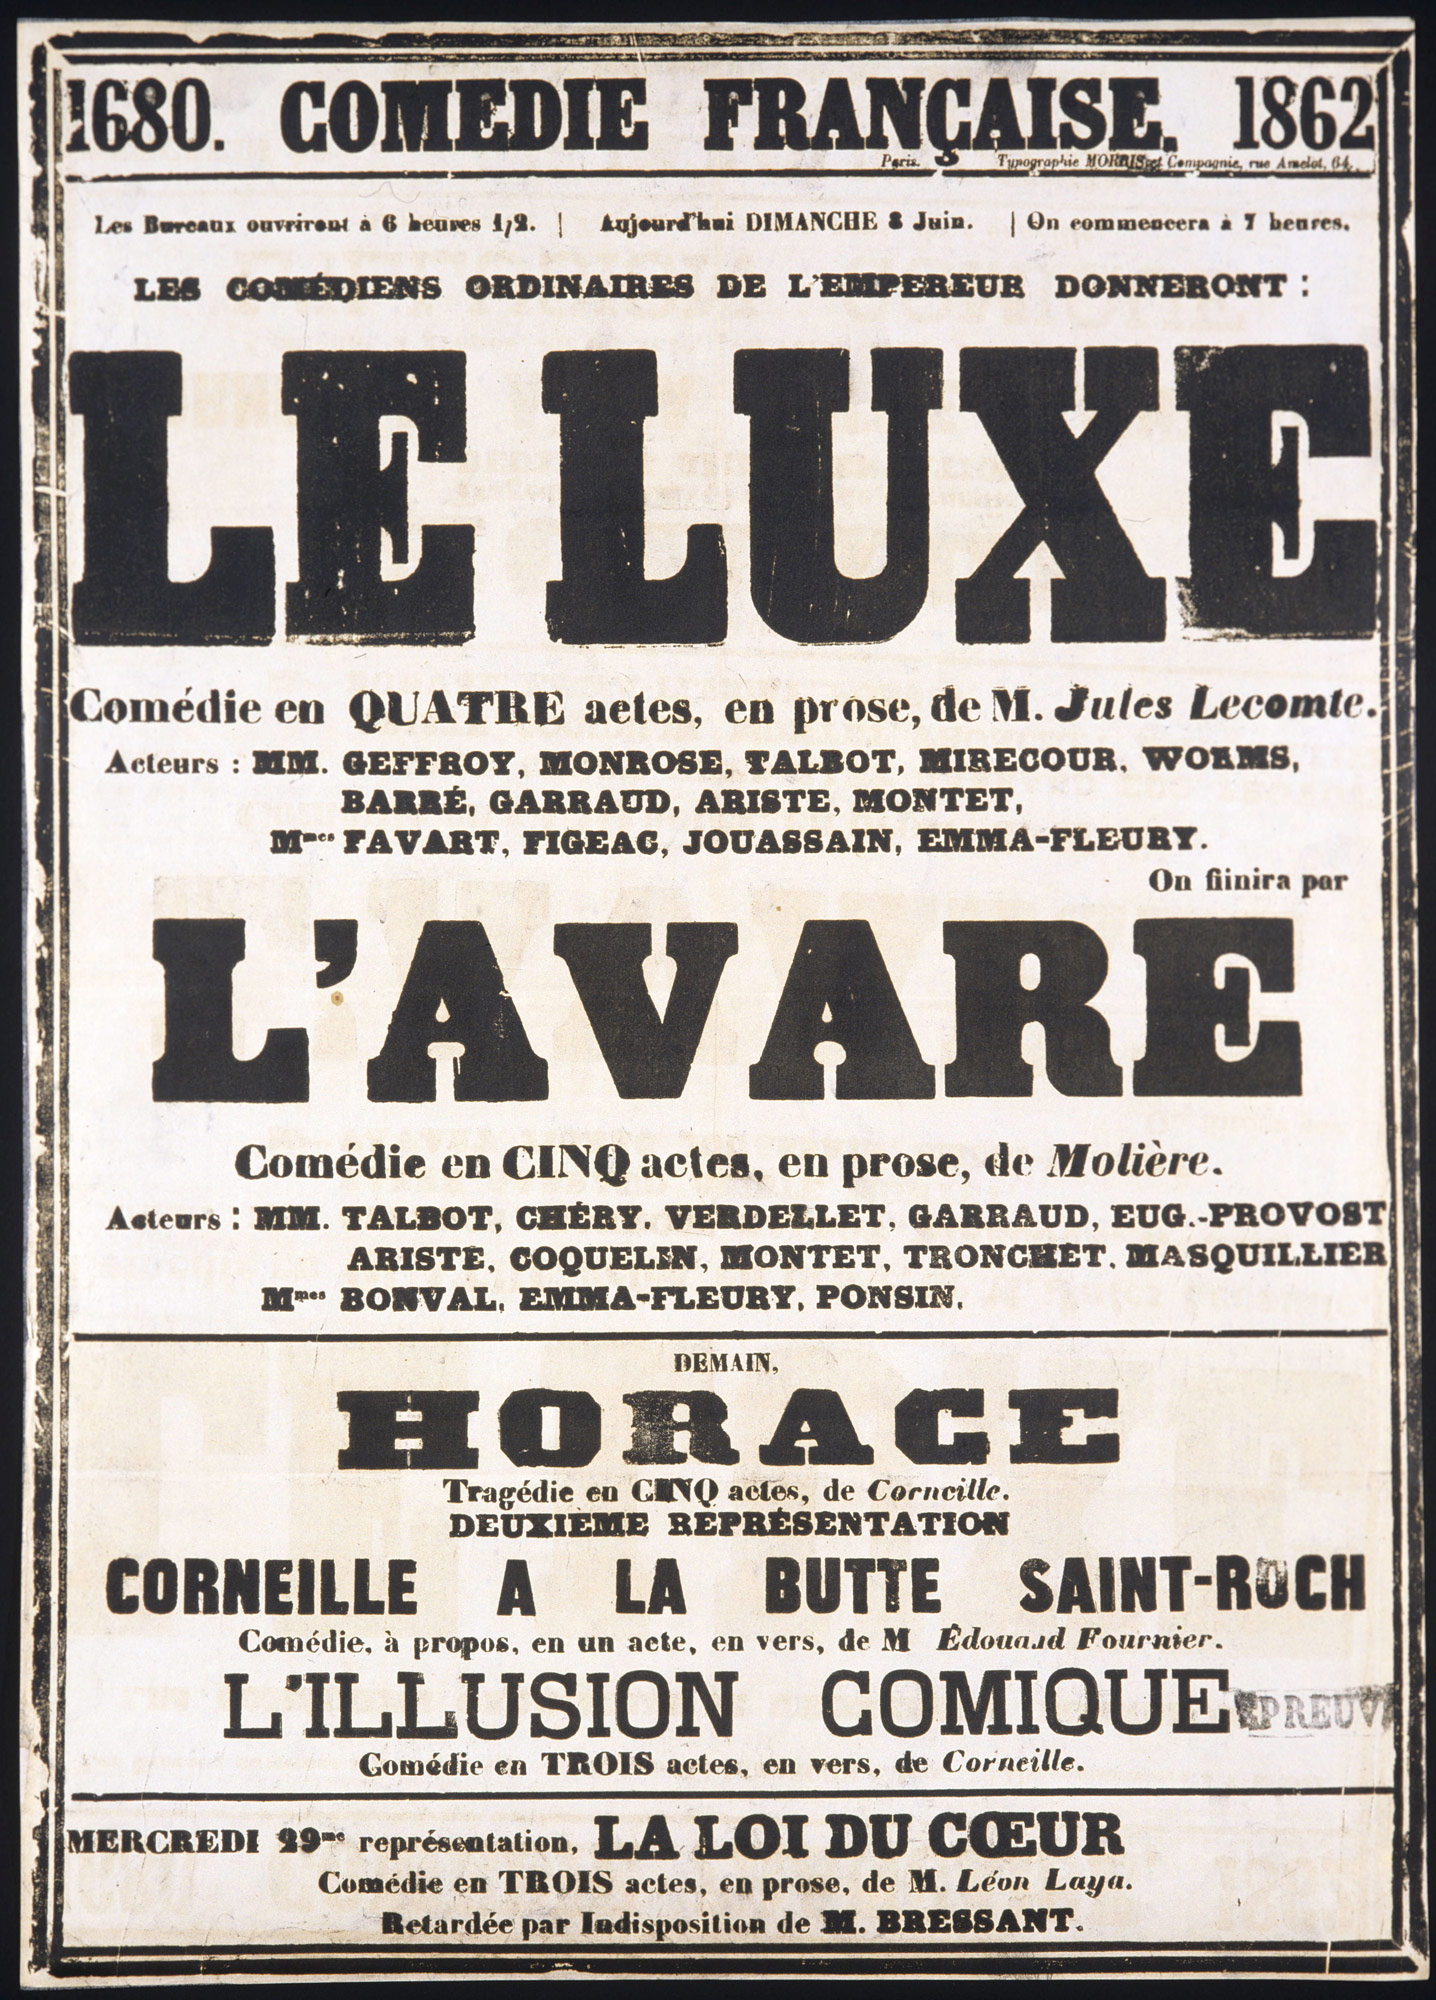 1680. COMEDIE FRANÇAISE. 1862
Paris. Typographie MORRIS et Compagnie, rue Amelot, 64.
Les Bureaux ouvriront à 6 heures 1/2. | Aujourd'hui DIMANCHE 8 Juin. | On commencera à 7 heures.
LES COMÉDIENS ORDINAIRES DE L'EMPEREUR DONNERONT :
LE LUXE
Comédie en QUATRE actes, en prose, de M. Jules Lecomte.
Acteurs : MM. GEFFROY, MONROSE, TALBOT, MIRECOUR, WORMS,
BARRÉ, GARRAUD, ARISTE, MONTET,
Mmes FAVART, FIGEAC, JOUASSAIN, EMMA-FLEURY.
On fiinira par
L'AVARE
Comédie en CINQ actes, en prose, de Molière.
Acteurs : MM. TALBOT, CHÉRY, VERDELLET, GARRAUD, EUG.-PROVOST
ARISTE, COQUELIN, MONTET, TRONCHET, MASQUILLIER
Mmes BONVAL, EMMA-FLEURY, PONSIN.
DEMAIN,
HORACE
Tragédie en CINQ actes, de Corneille.
DEUXIÈME REPRÉSENTATION
CORNEILLE A LA BUTTE SAINT-ROCH
Comédie, à propos, en un acte, en vers, de M Édouard Fournier.
L'ILLUSION COMIQUE
EPREUVE
Comédie en TROIS actes, en vers, de Corneille.
MERCREDI 29me représentation, LA LOI DU CŒUR
Comédie en TROIS actes, en prose, de M. Léon Laya.
Retardée par Indisposition de M. BRESSANT.